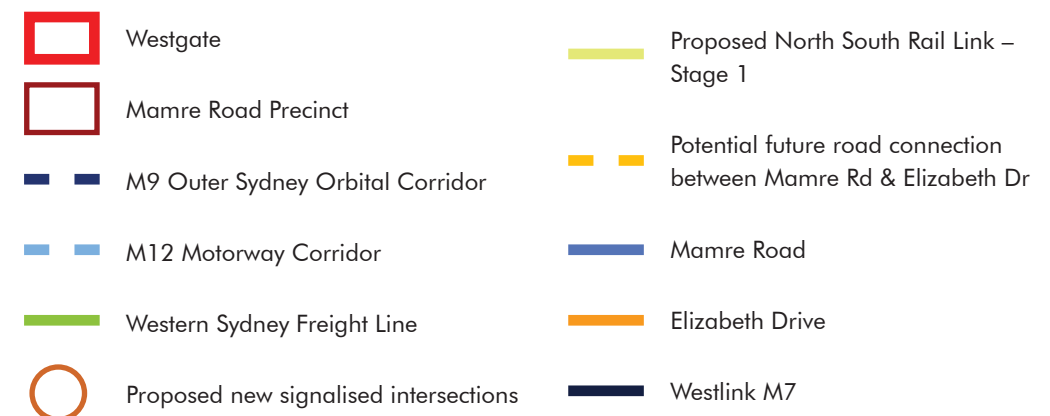 Westgate
Mamre Road Precinct
M9 Outer Sydney Orbital Corridor
M12 Motorway Corridor
Western Sydney Freight Line
Proposed new signalised intersections
Proposed North South Rail Link –
Stage 1
Potential future road connection
between Mamre Rd & Elizabeth Dr
Mamre Road
Elizabeth Drive
Westlink M7